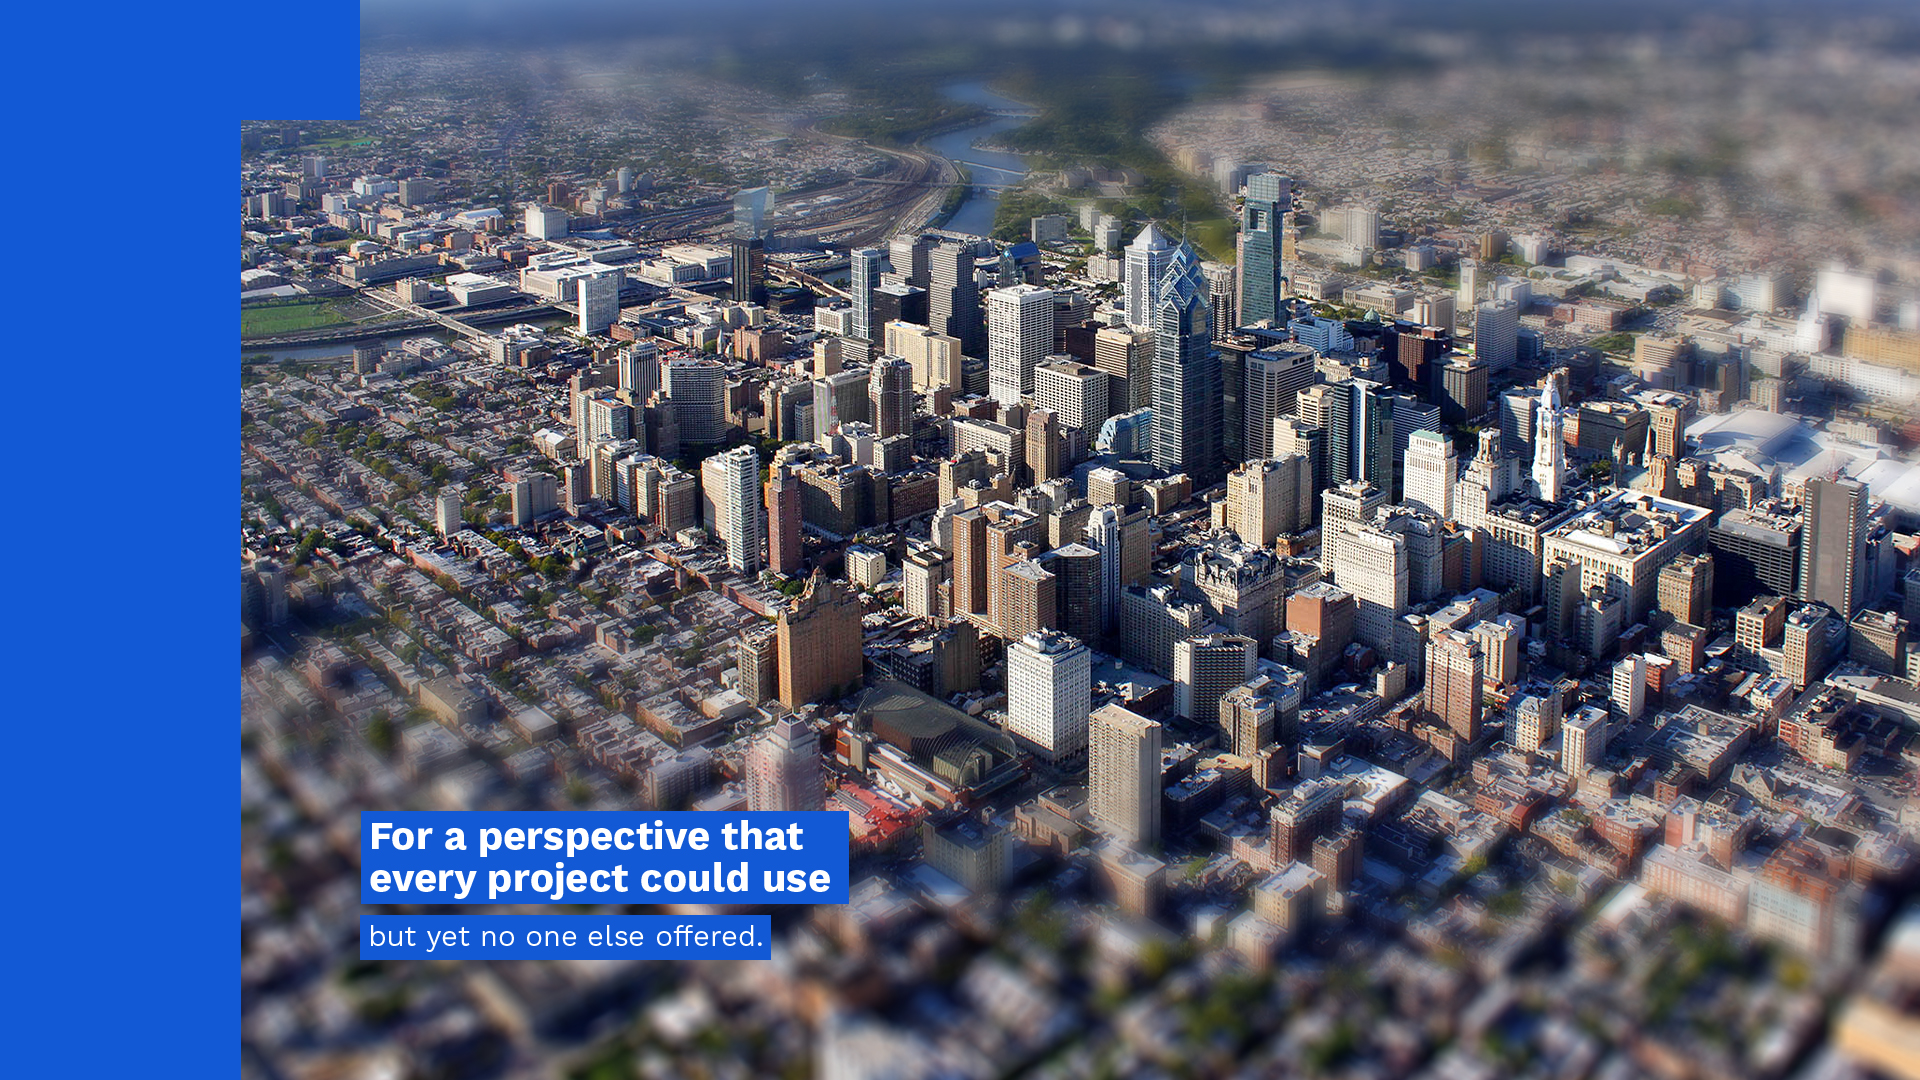 For a perspective that
every project could use
but yet no one else offered.